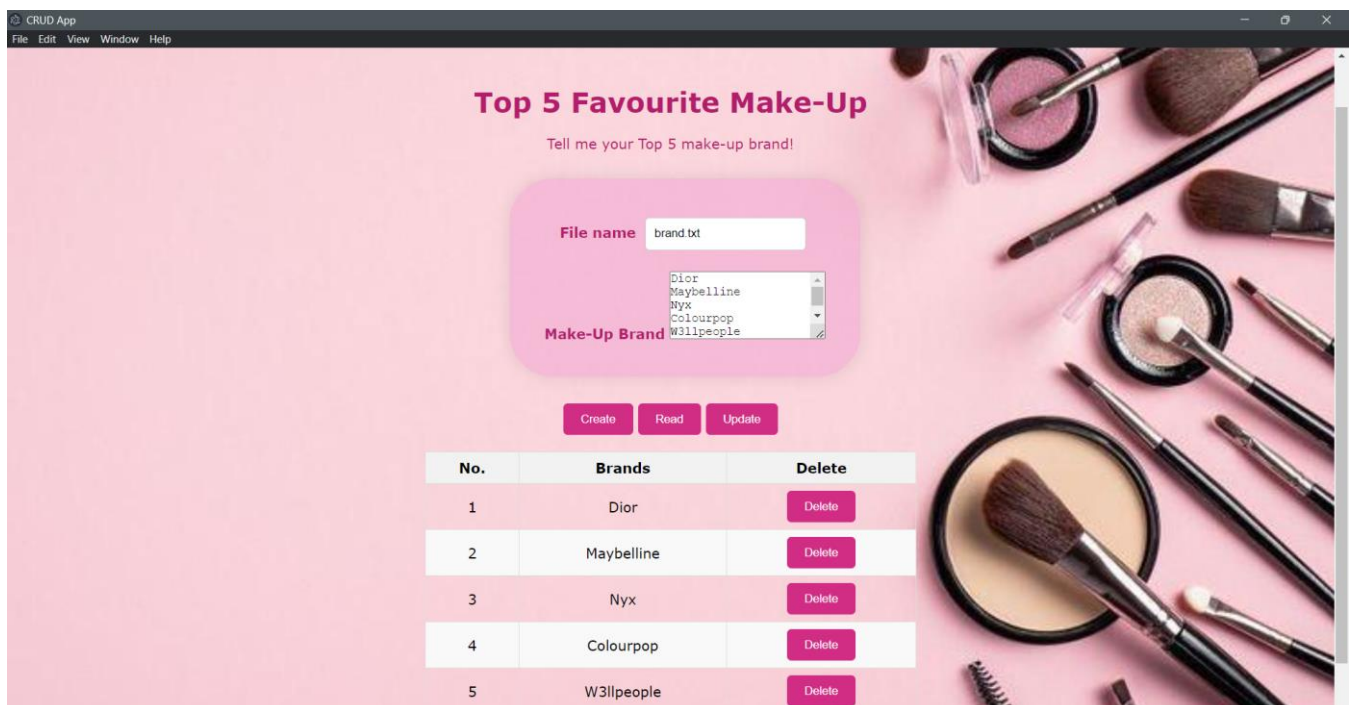 CRUD App
File Edit View Window Help
Top 5 Favourite Make-Up
Tell me your Top 5 make-up brand!
File name brand.txt
Dior
Maybelline
Nyx
Colourpop
Make-Up Brand W3llpeople
Create Read Update
No. Brands Delete
1 Dior Delete
2 Maybelline Delete
3 Nyx Delete
4 Colourpop Delete
5 W3llpeople Delete